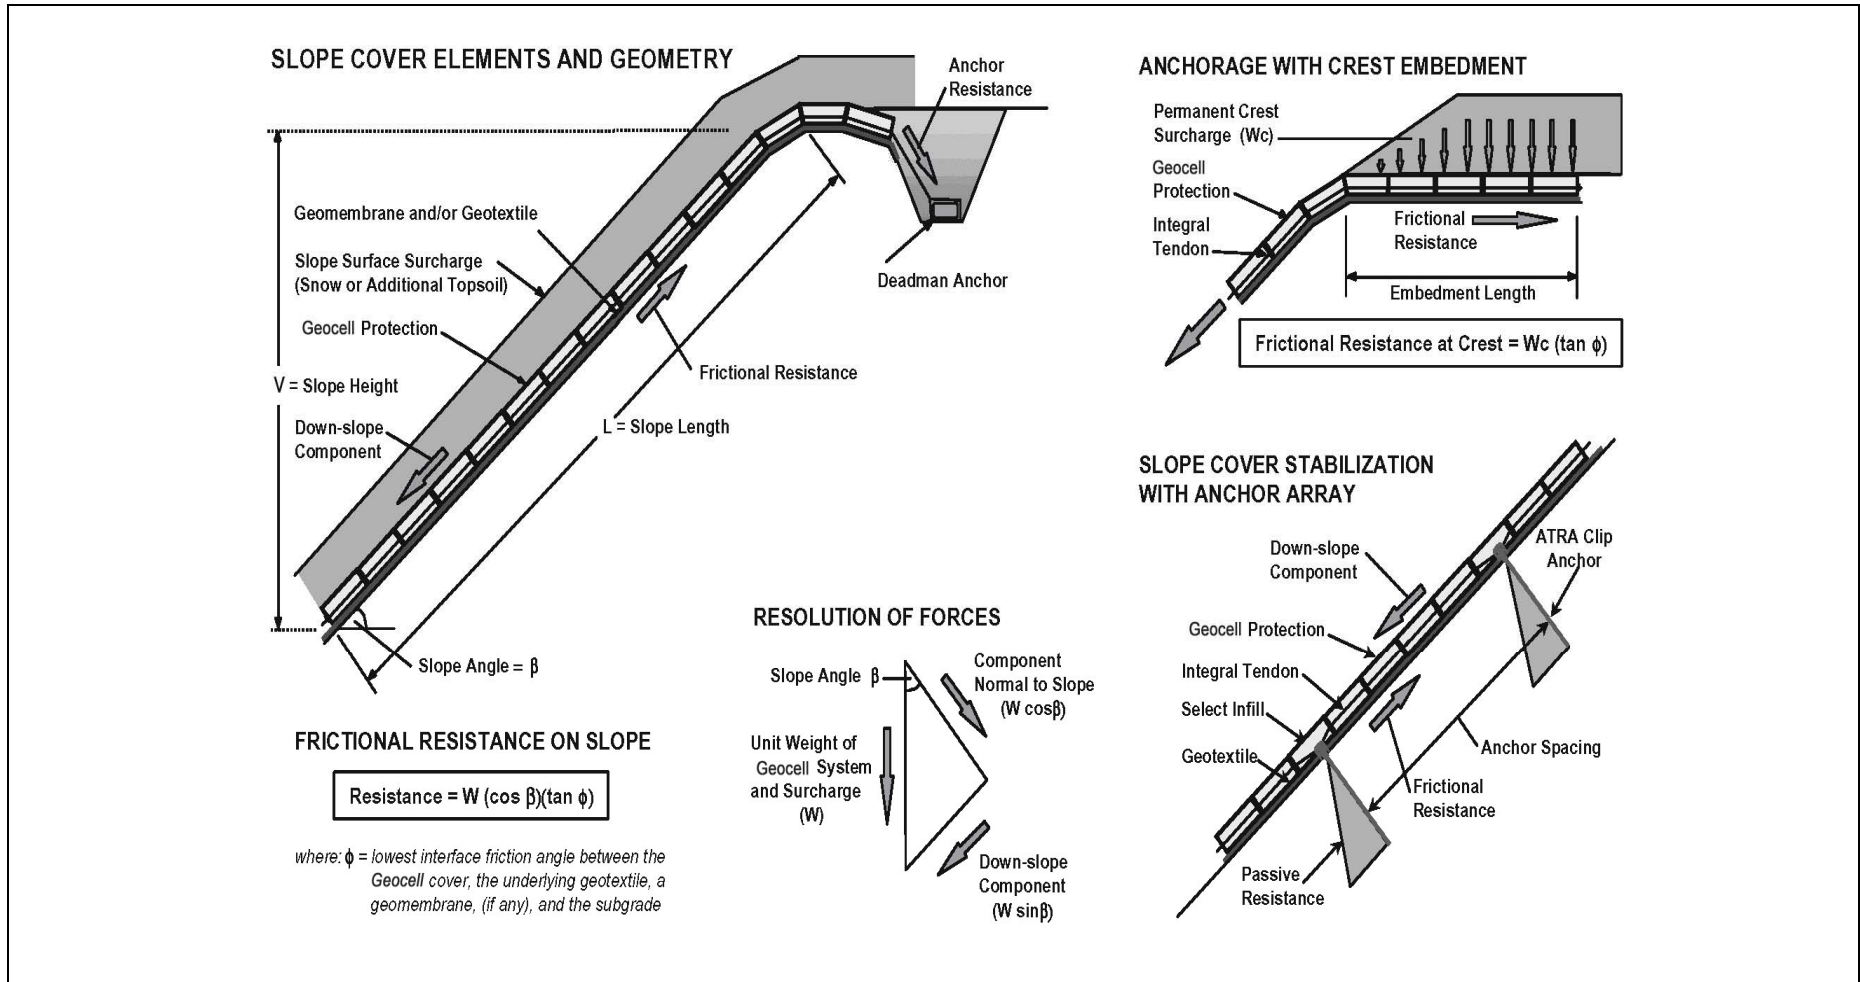 SLOPE COVER ELEMENTS AND GEOMETRY
Anchor
Resistance
Geomembrane and/or Geotextile
Slope Surface Surcharge
(Snow or Additional Topsoil)
Deadman Anchor
Geocell Protection
Frictional Resistance
V = Slope Height
Down-slope
Component
L = Slope Length
Slope Angle = β
FRICTIONAL RESISTANCE ON SLOPE
Resistance = W (cos β)(tan ϕ)
where: ϕ = lowest interface friction angle between the
Geocell cover, the underlying geotextile, a
geomembrane, (if any), and the subgrade
RESOLUTION OF FORCES
Slope Angle β
Component
Normal to Slope
(W cosβ)
Unit Weight of
Geocell System
and Surcharge
(W)
Down-slope
Component
(W sinβ)
ANCHORAGE WITH CREST EMBEDMENT
Permanent Crest
Surcharge (Wc)
Geocell
Protection
Integral
Tendon
Frictional
Resistance
Embedment Length
Frictional Resistance at Crest = Wc (tan ϕ)
SLOPE COVER STABILIZATION
WITH ANCHOR ARRAY
Down-slope
Component
ATRA Clip
Anchor
Geocell Protection
Integral Tendon
Select Infill
Geotextile
Anchor Spacing
Frictional
Resistance
Passive
Resistance